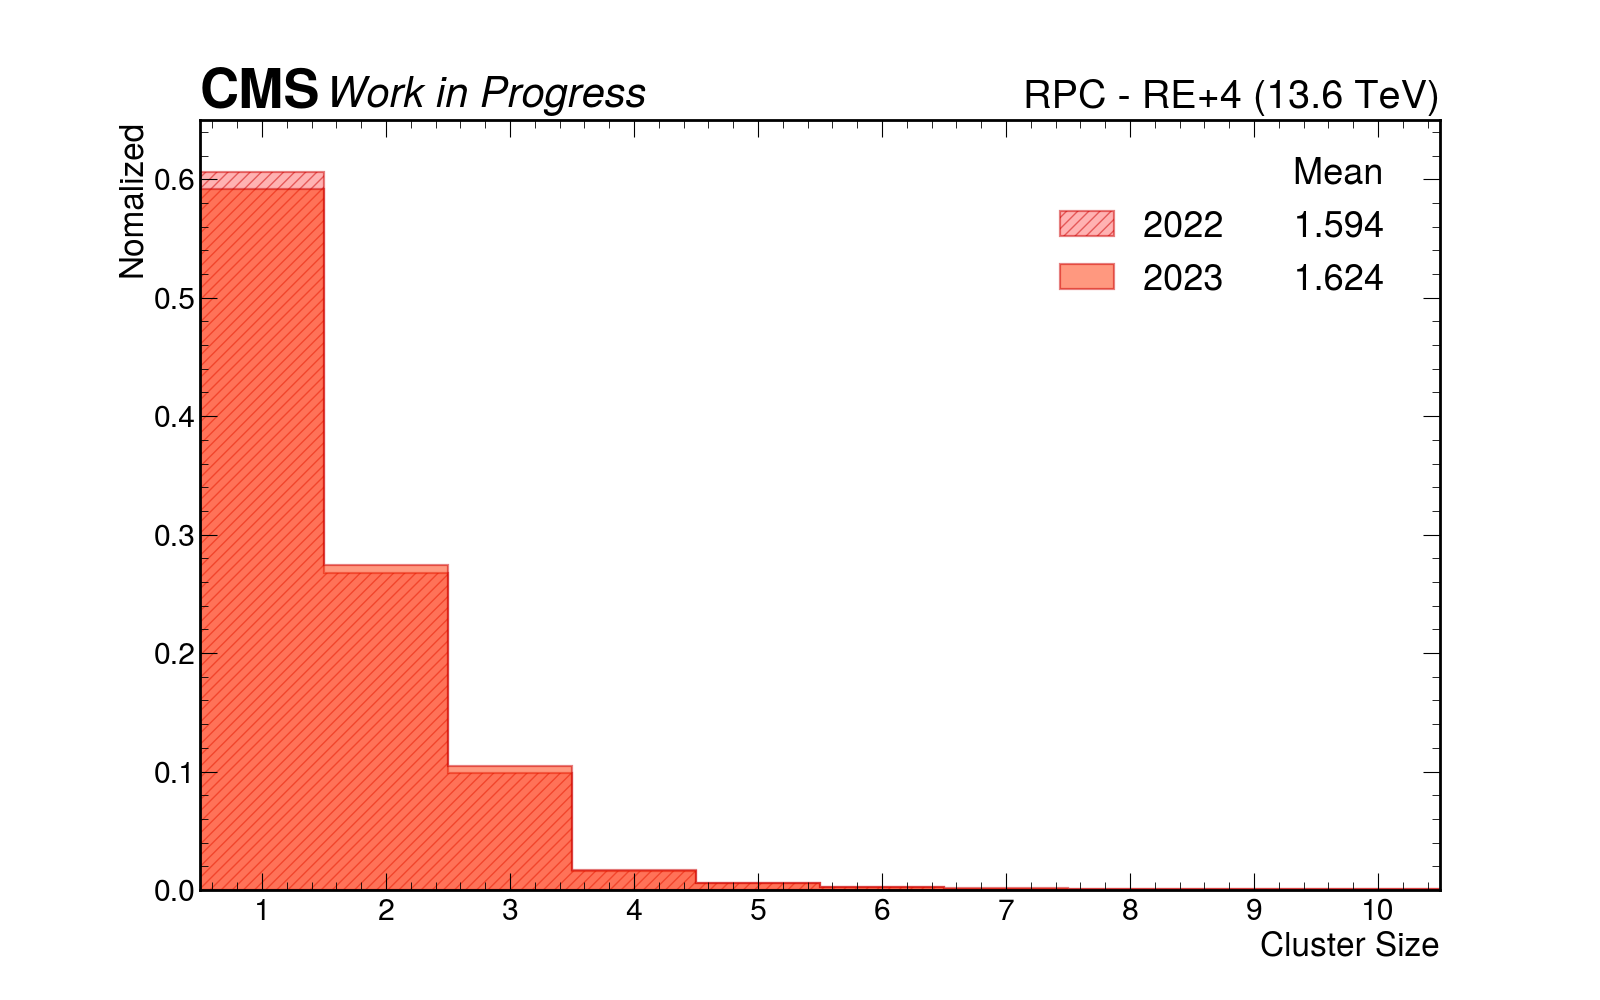 CMS Work in Progress RPC - RE+4 (13.6 TeV)
Nomalized
Mean
2022 1.594
2023 1.624
0.6
0.5
0.4
0.3
0.2
0.1
0.0
1 2 3 4 5 6 7 8 9 10
Cluster Size